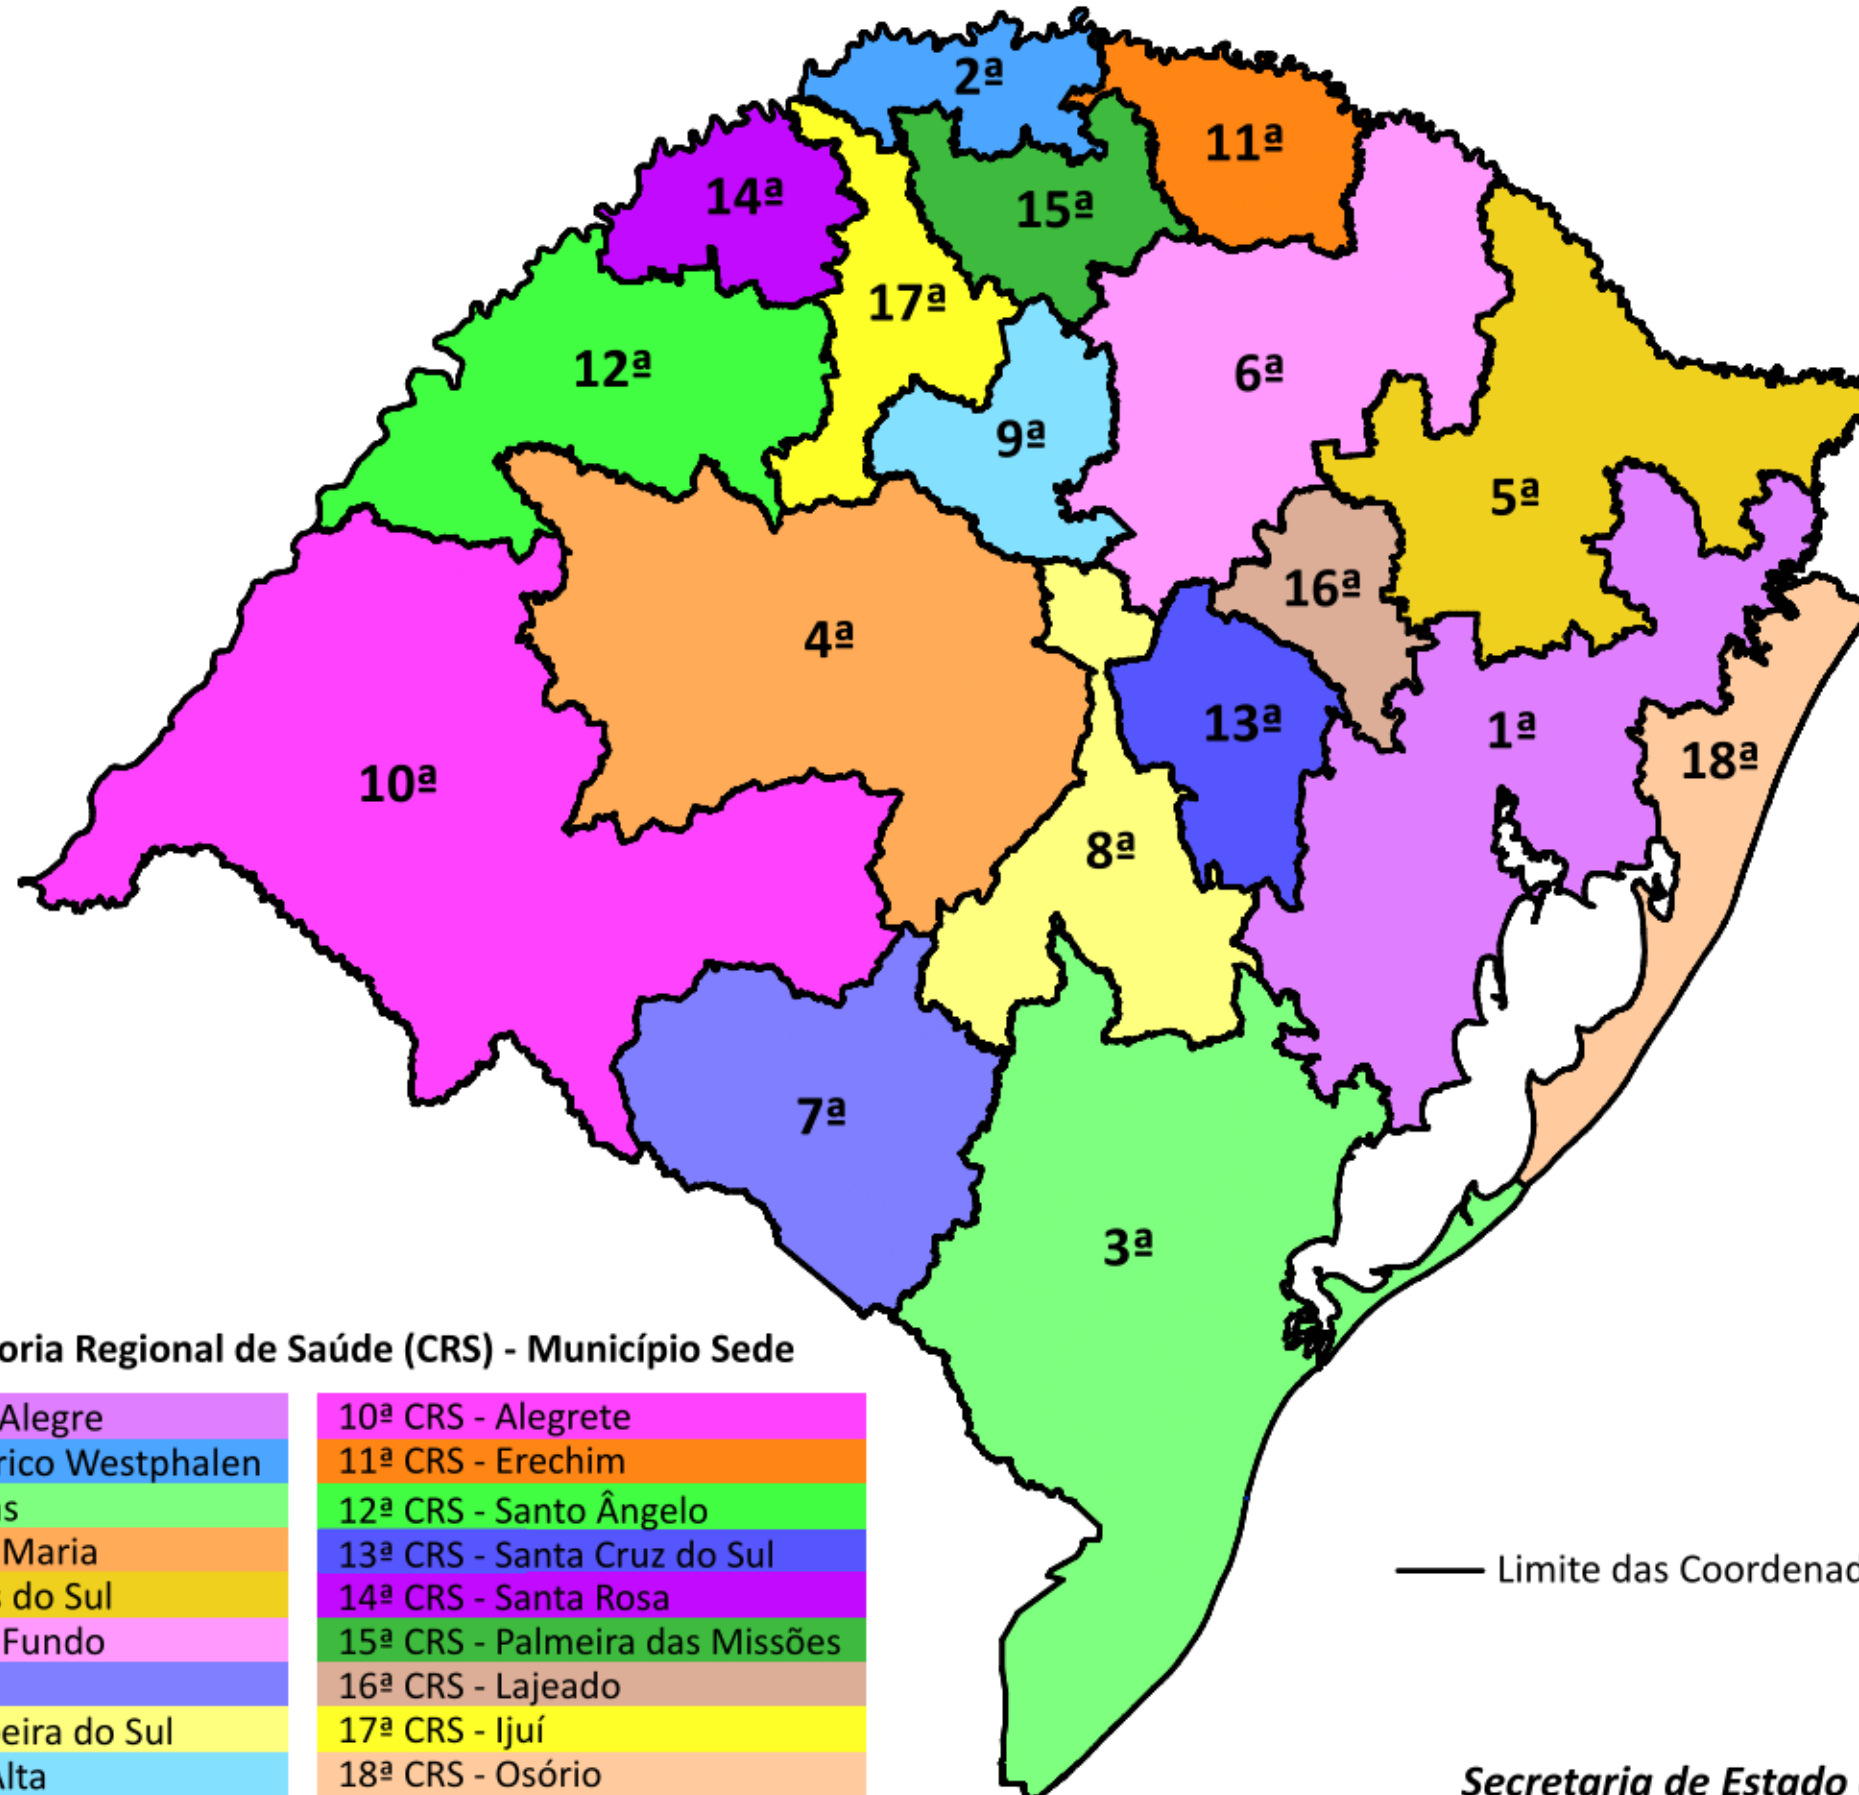 2ª
11ª
14ª
15ª
17ª
12ª
6ª
9ª
5ª
16ª
4ª
13ª
1ª
18ª
10ª
8ª
7ª
3ª
oria Regional de Saúde (CRS) - Município Sede
Alegre
rico Westphalen
s
Maria
s do Sul
Fundo
eira do Sul
Alta
10ª CRS - Alegrete
11ª CRS - Erechim
12ª CRS - Santo Ângelo
13ª CRS - Santa Cruz do Sul
14ª CRS - Santa Rosa
15ª CRS - Palmeira das Missões
16ª CRS - Lajeado
17ª CRS - Ijuí
18ª CRS - Osório
Limite das Coordenad
Secretaria de Estado